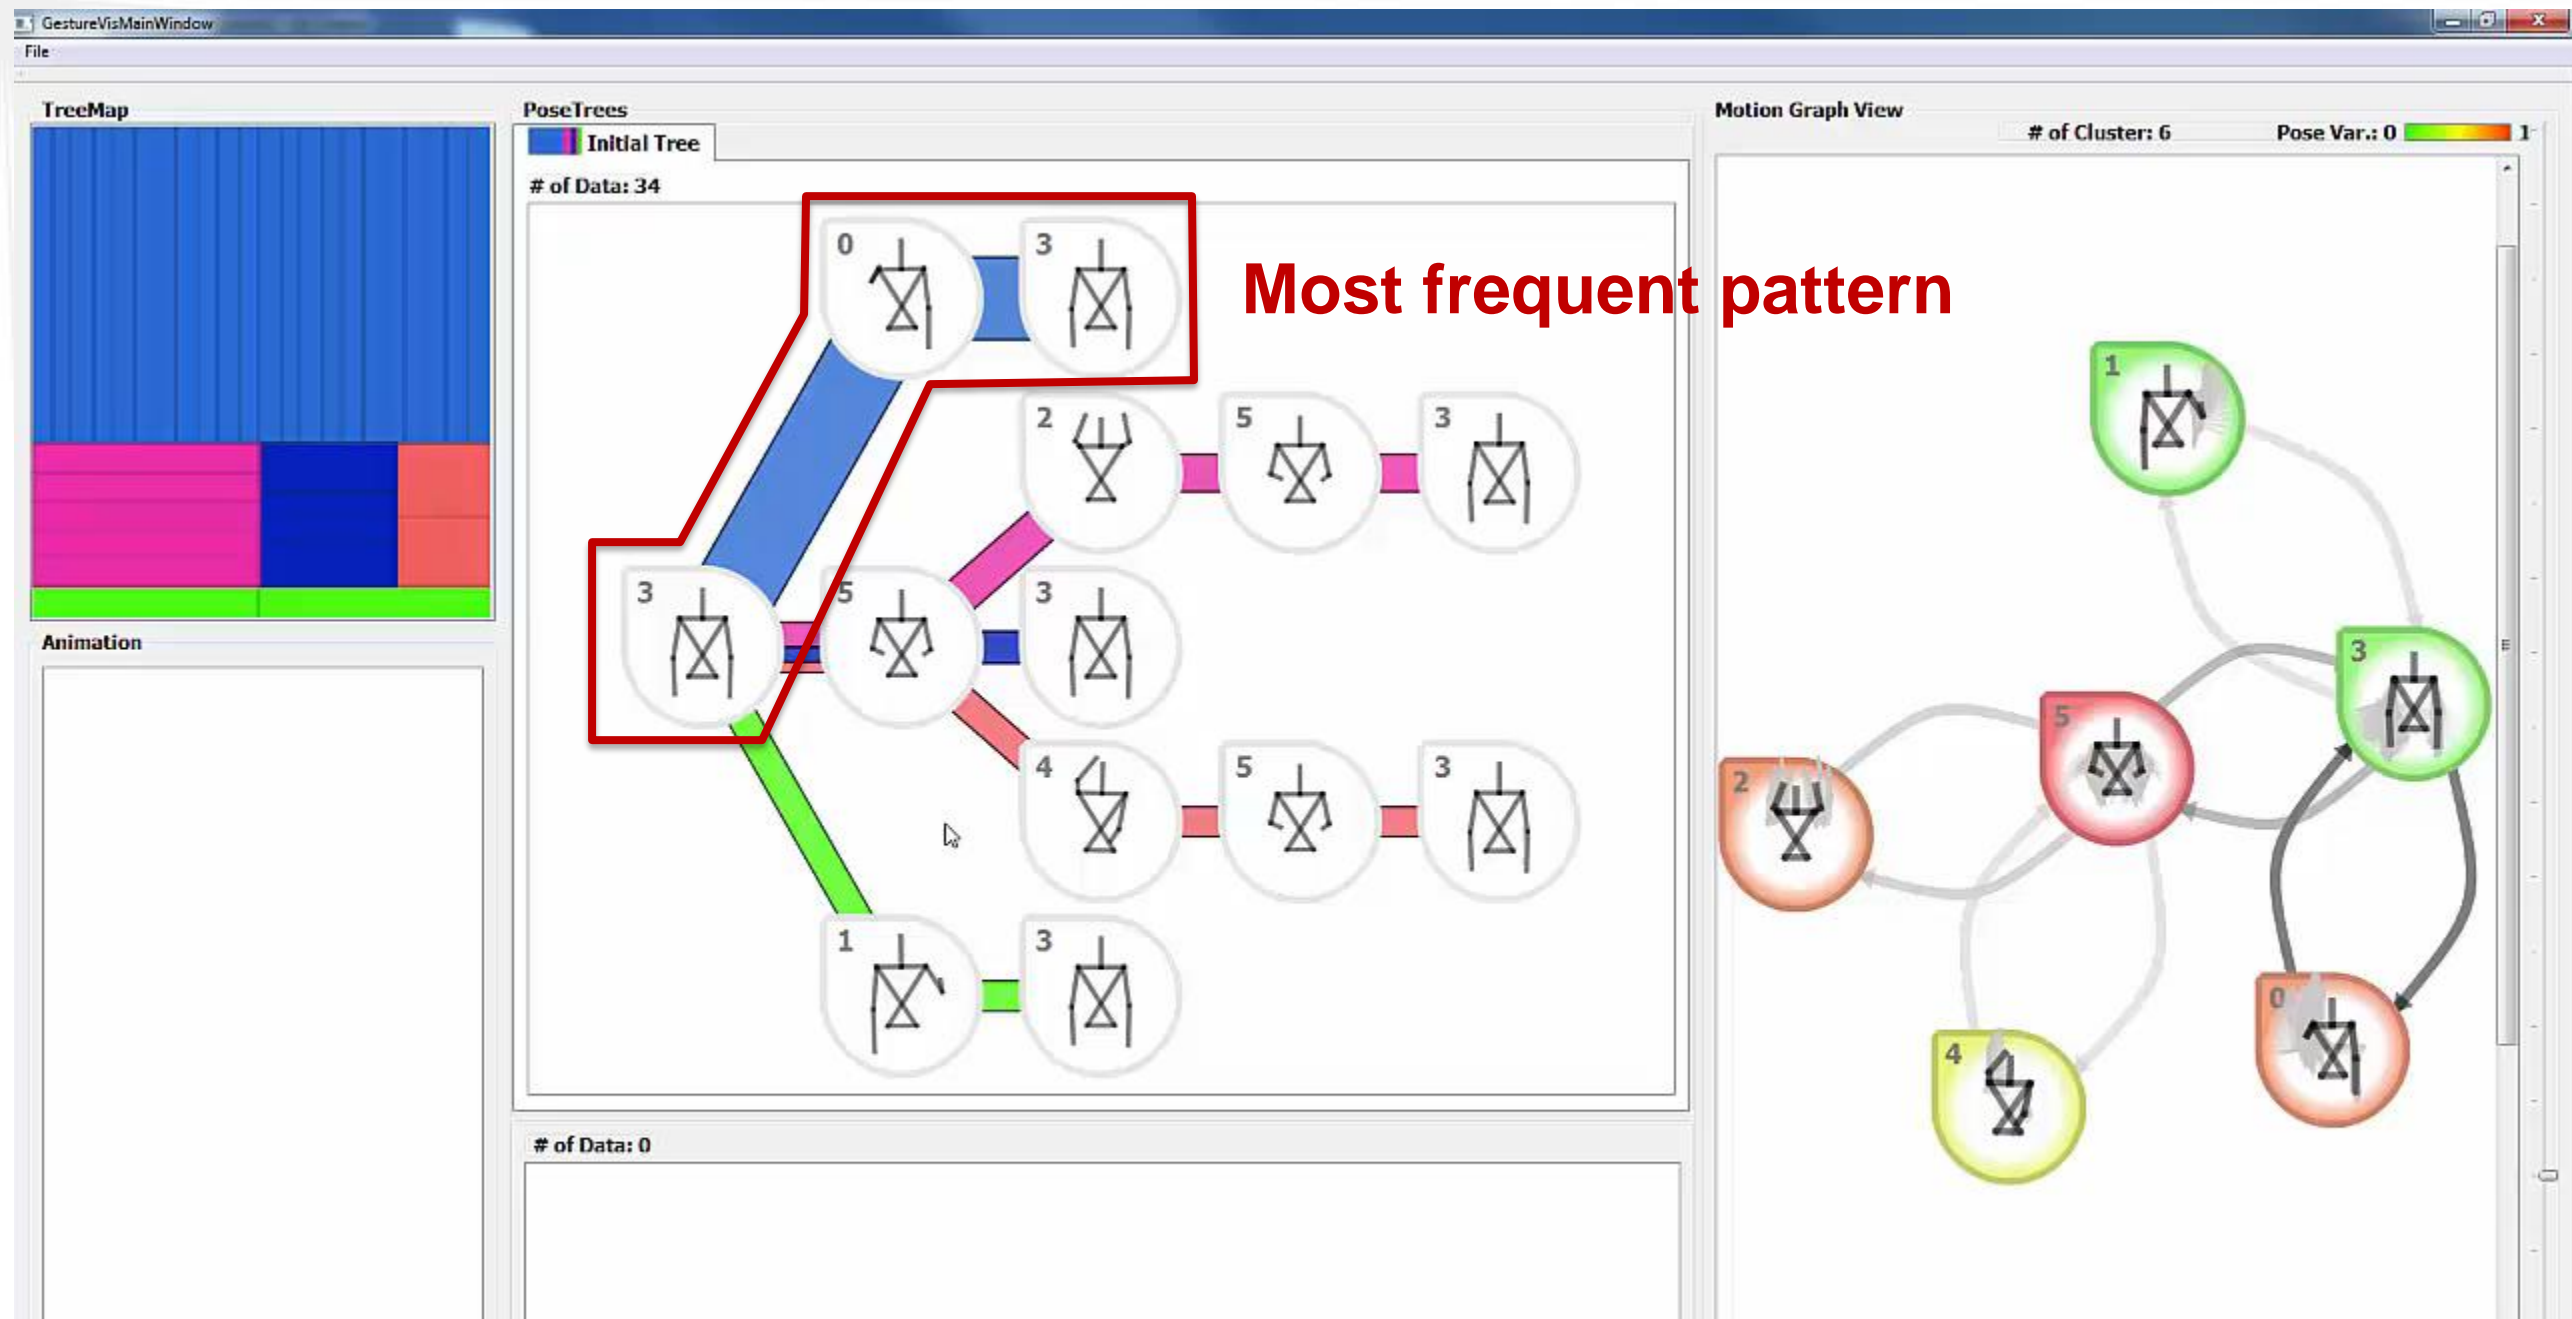 GestureVisMainWindow
File
TreeMap
PoseTrees
Motion Graph View
Initial Tree
# of Cluster: 6
Pose Var.: 0
1
# of Data: 34
0
3
Most frequent pattern
1
2
5
3
3
5
3
3
5
2
4
5
3
4
1
3
0
Animation
# of Data: 0